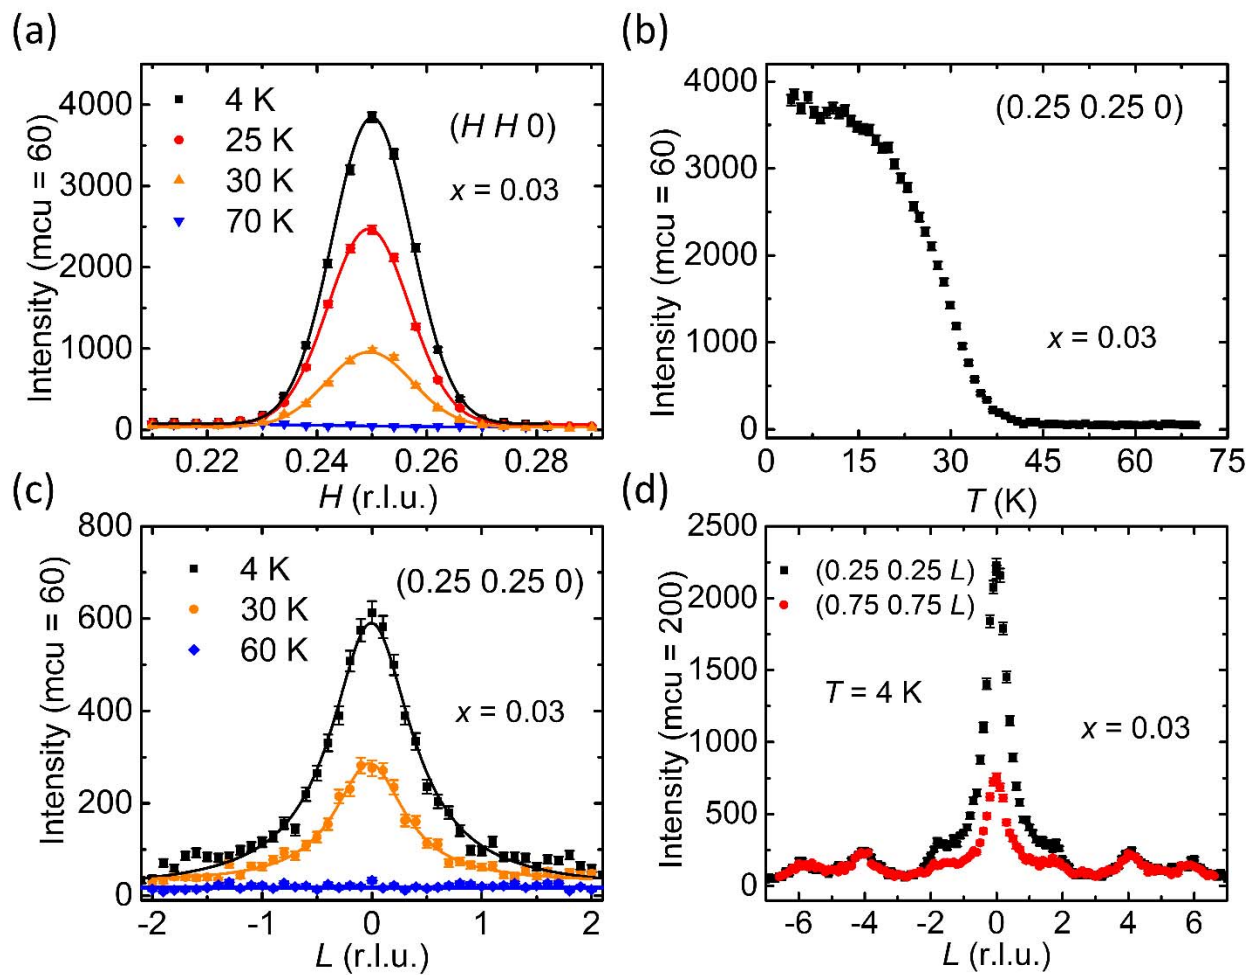 (a)
Intensity (mcu = 60)
4000
3000
2000
1000
0
4 K
25 K
30 K
70 K
(H H 0)
x = 0.03
0.22
0.24
0.26
0.28
H (r.l.u.)
(b)
Intensity (mcu = 60)
4000
3000
2000
1000
0
(0.25 0.25 0)
x = 0.03
0
15
30
45
60
75
T (K)
(c)
Intensity (mcu = 60)
800
600
400
200
0
4 K
30 K
60 K
(0.25 0.25 0)
x = 0.03
-2
-1
0
1
2
L (r.l.u.)
(d)
Intensity (mcu = 200)
2500
2250
1500
750
500
250
0
(0.25 0.25 L)
(0.75 0.75 L)
T = 4 K
x = 0.03
-6
-4
-2
0
2
4
6
L (r.l.u.)